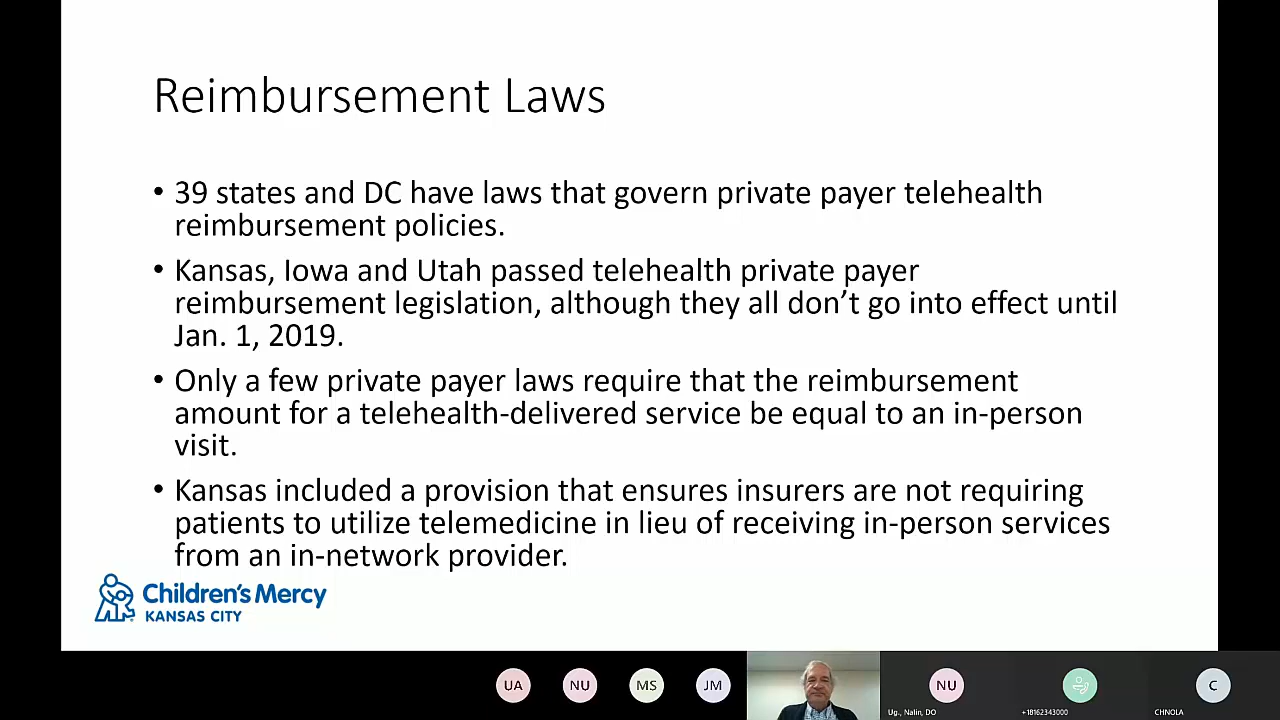 Reimbursement Laws
• 39 states and DC have laws that govern private payer telehealth
reimbursement policies.
• Kansas, Iowa and Utah passed telehealth private payer
reimbursement legislation, although they all don’t go into effect until
Jan. 1, 2019.
• Only a few private payer laws require that the reimbursement
amount for a telehealth-delivered service be equal to an in-person
visit.
• Kansas included a provision that ensures insurers are not requiring
patients to utilize telemedicine in lieu of receiving in-person services
from an in-network provider.
Children's Mercy
KANSAS CITY
UA NU MS JM NU C
Ug., Nalin, DO +18162343000 CHNOLA